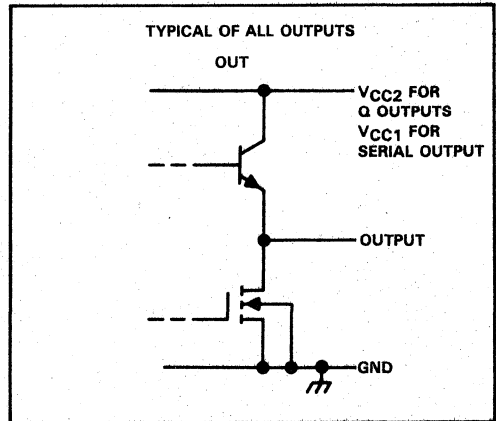 TYPICAL OF ALL OUTPUTS
OUT
VCC2 FOR
Q OUTPUTS
VCC1 FOR
SERIAL OUTPUT
OUTPUT
GND